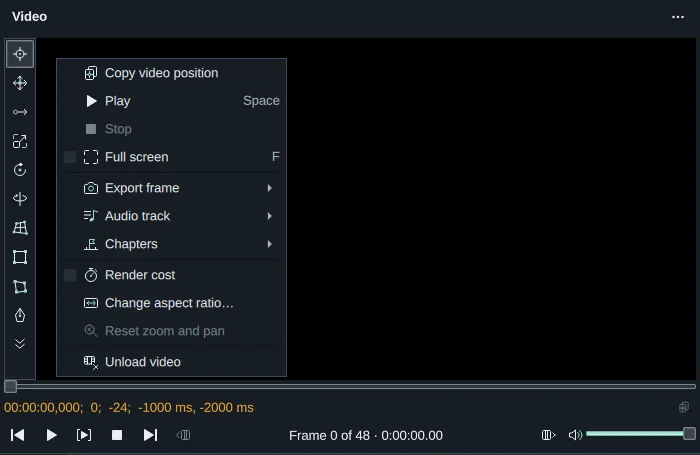 Video
Copy video position
Play Space
Stop
Full screen F
Export frame
Audio track
Chapters
Render cost
Change aspect ratio…
Reset zoom and pan
Unload video
00:00:00,000; 0; -24; -1000 ms, -2000 ms
Frame 0 of 48 · 0:00:00.00